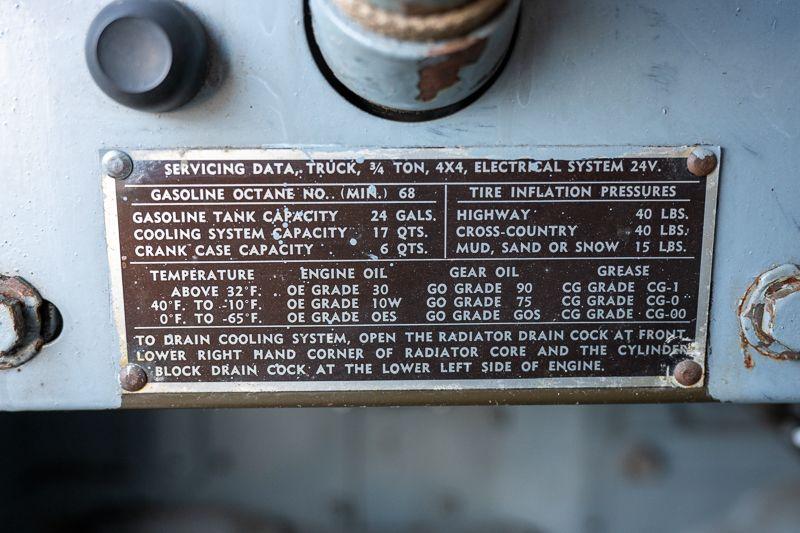 SERVICING DATA, TRUCK, ¾ TON, 4X4, ELECTRICAL SYSTEM 24V.
GASOLINE OCTANE NO.. (MIN.) 68
GASOLINE TANK CAPACITY 24 GALS.
COOLING SYSTEM CAPACITY 17 QTS.
CRANK CASE CAPACITY 6 QTS.
TIRE INFLATION PRESSURES
HIGHWAY 40 LBS.
CROSS-COUNTRY 40 LBS.
MUD, SAND OR SNOW 15 LBS.
TEMPERATURE ENGINE OIL GEAR OIL GREASE
ABOVE 32°F. OE GRADE 30 GO GRADE 90 CG GRADE CG-1
40°F. TO -10°F. OE GRADE 10W GO GRADE 75 CG GRADE CG-0
0°F. TO -65°F. OE GRADE OES GO GRADE GOS CG GRADE CG-00
TO DRAIN COOLING SYSTEM, OPEN THE RADIATOR DRAIN COCK AT FRONT
LOWER RIGHT HAND CORNER OF RADIATOR CORE AND THE CYLINDER
BLOCK DRAIN COCK AT THE LOWER LEFT SIDE OF ENGINE.